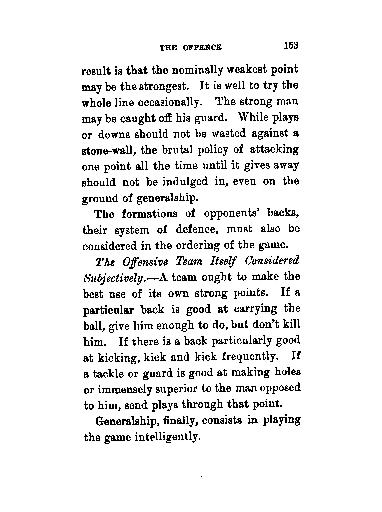 THE OFFENCE 153
result is that the nominally weakest point
may be the strongest. It is well to try the
whole line occasionally. The strong man
may be caught off his guard. While plays
or downs should not be wasted against a
stone-wall, the brutal policy of attacking
one point all the time until it gives away
should not be indulged in, even on the
ground of generalship.
The formations of opponents' backs,
their system of defence, must also be
considered in the ordering of the game.
The Offensive Team Itself Considered
Subjectively.—A team ought to make the
best use of its own strong points. If a
particular back is good at carrying the
ball, give him enough to do, but don't kill
him. If there is a back particularly good
at kicking, kick and kick frequently. If
a tackle or guard is good at making holes
or immensely superior to the man opposed
to him, send plays through that point.
Generalship, finally, consists in playing
the game intelligently.